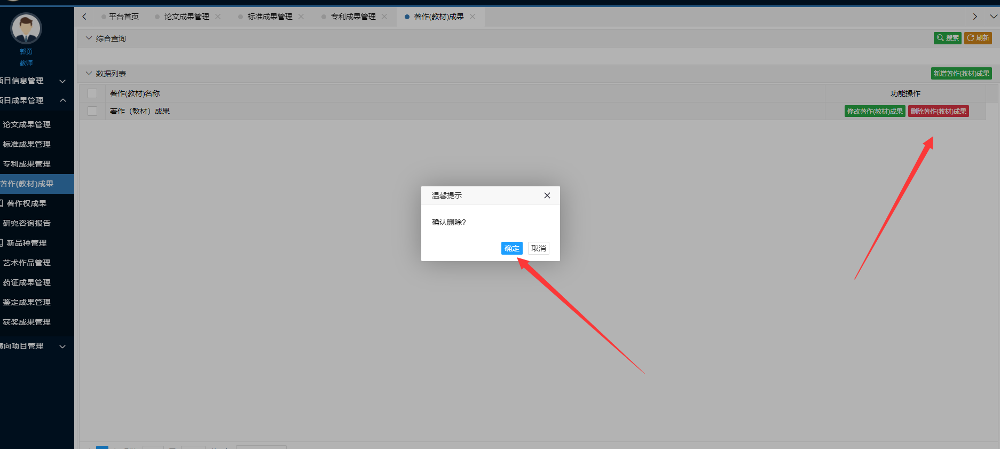 平台首页
论文成果管理
标准成果管理
专利成果管理
著作(教材)成果
郭勇
教师
项目信息管理
项目成果管理
论文成果管理
标准成果管理
专利成果管理
著作(教材)成果
著作权成果
研究咨询报告
新品种管理
艺术作品管理
药证成果管理
鉴定成果管理
获奖成果管理
横向项目管理
综合查询
搜索
刷新
数据列表
新增著作(教材)成果
著作(教材)名称
功能操作
著作（教材）成果
修改著作(教材)成果
删除著作(教材)成果
温馨提示
确认删除?
确定
取消